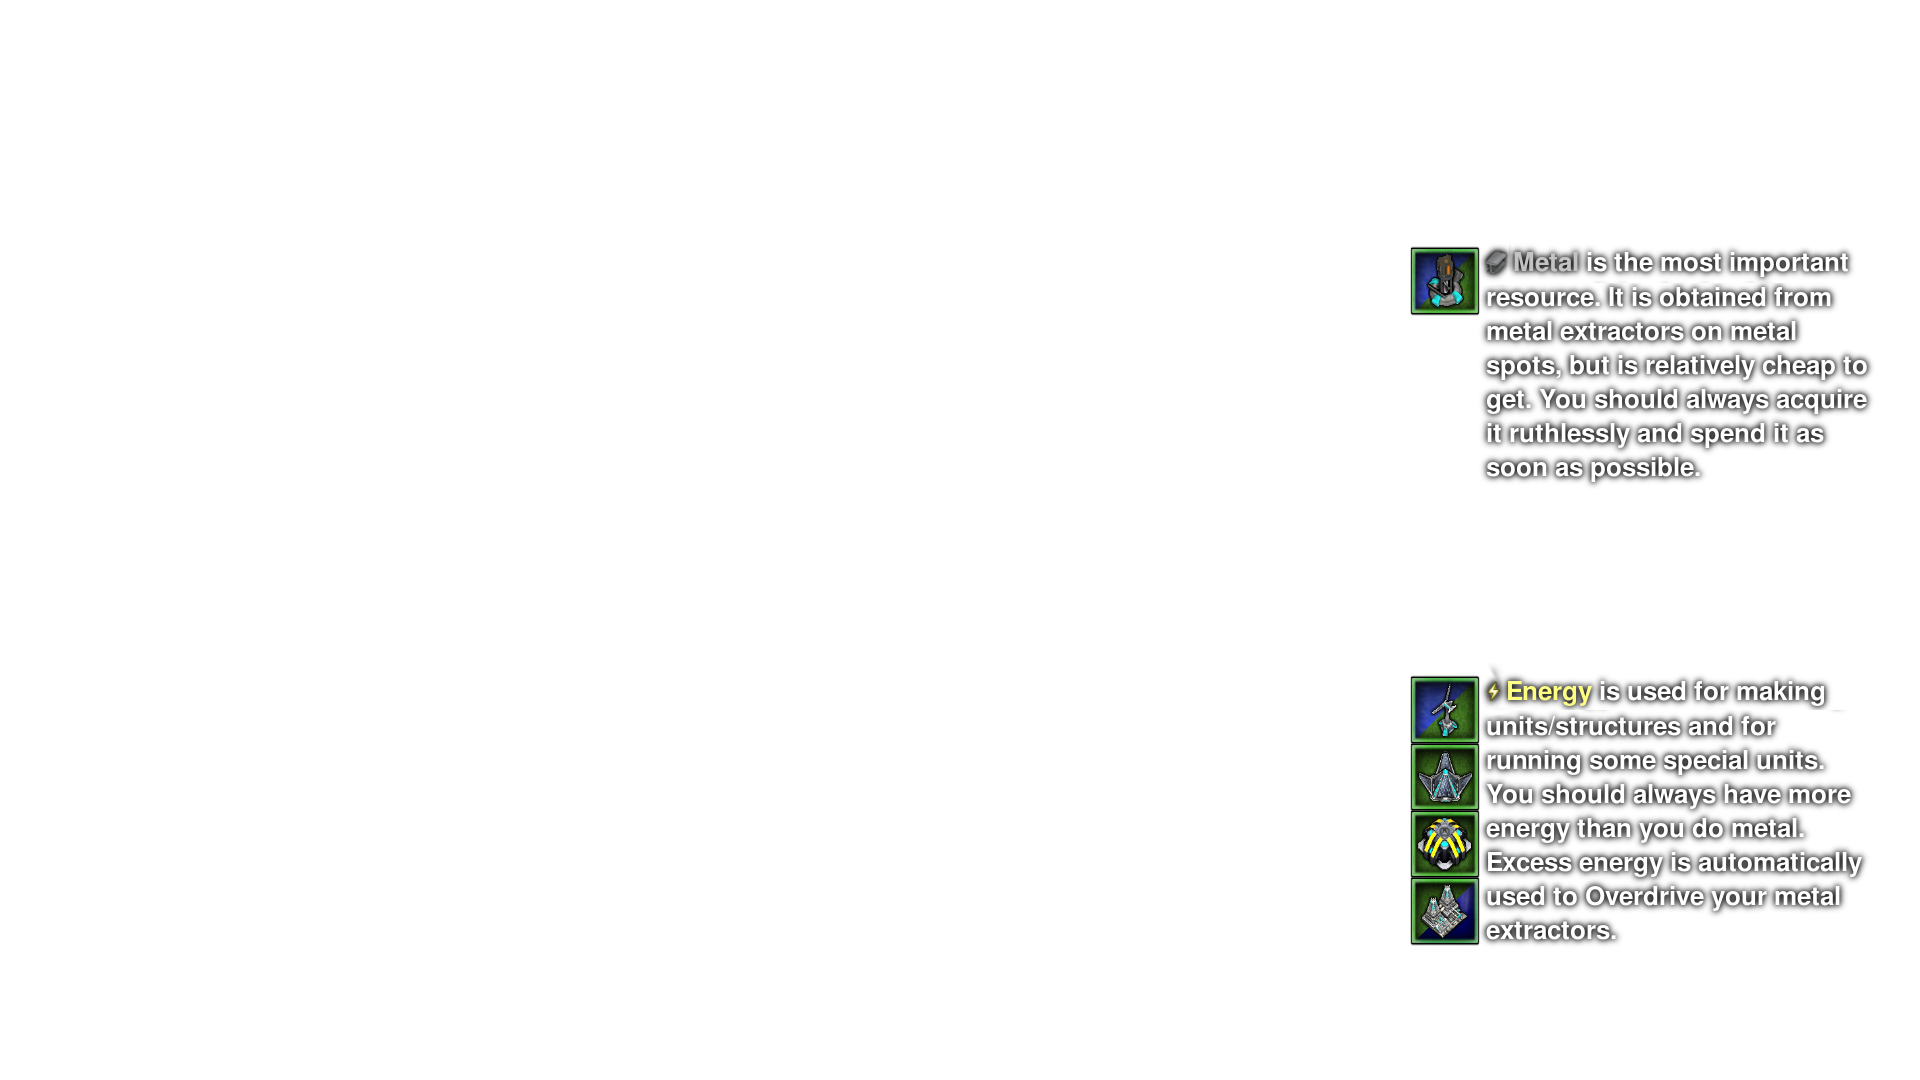 Metal is the most important
resource. It is obtained from
metal extractors on metal
spots, but is relatively cheap to
get. You should always acquire
it ruthlessly and spend it as
soon as possible.
Energy is used for making
units/structures and for
running some special units.
You should always have more
energy than you do metal.
Excess energy is automatically
used to Overdrive your metal
extractors.